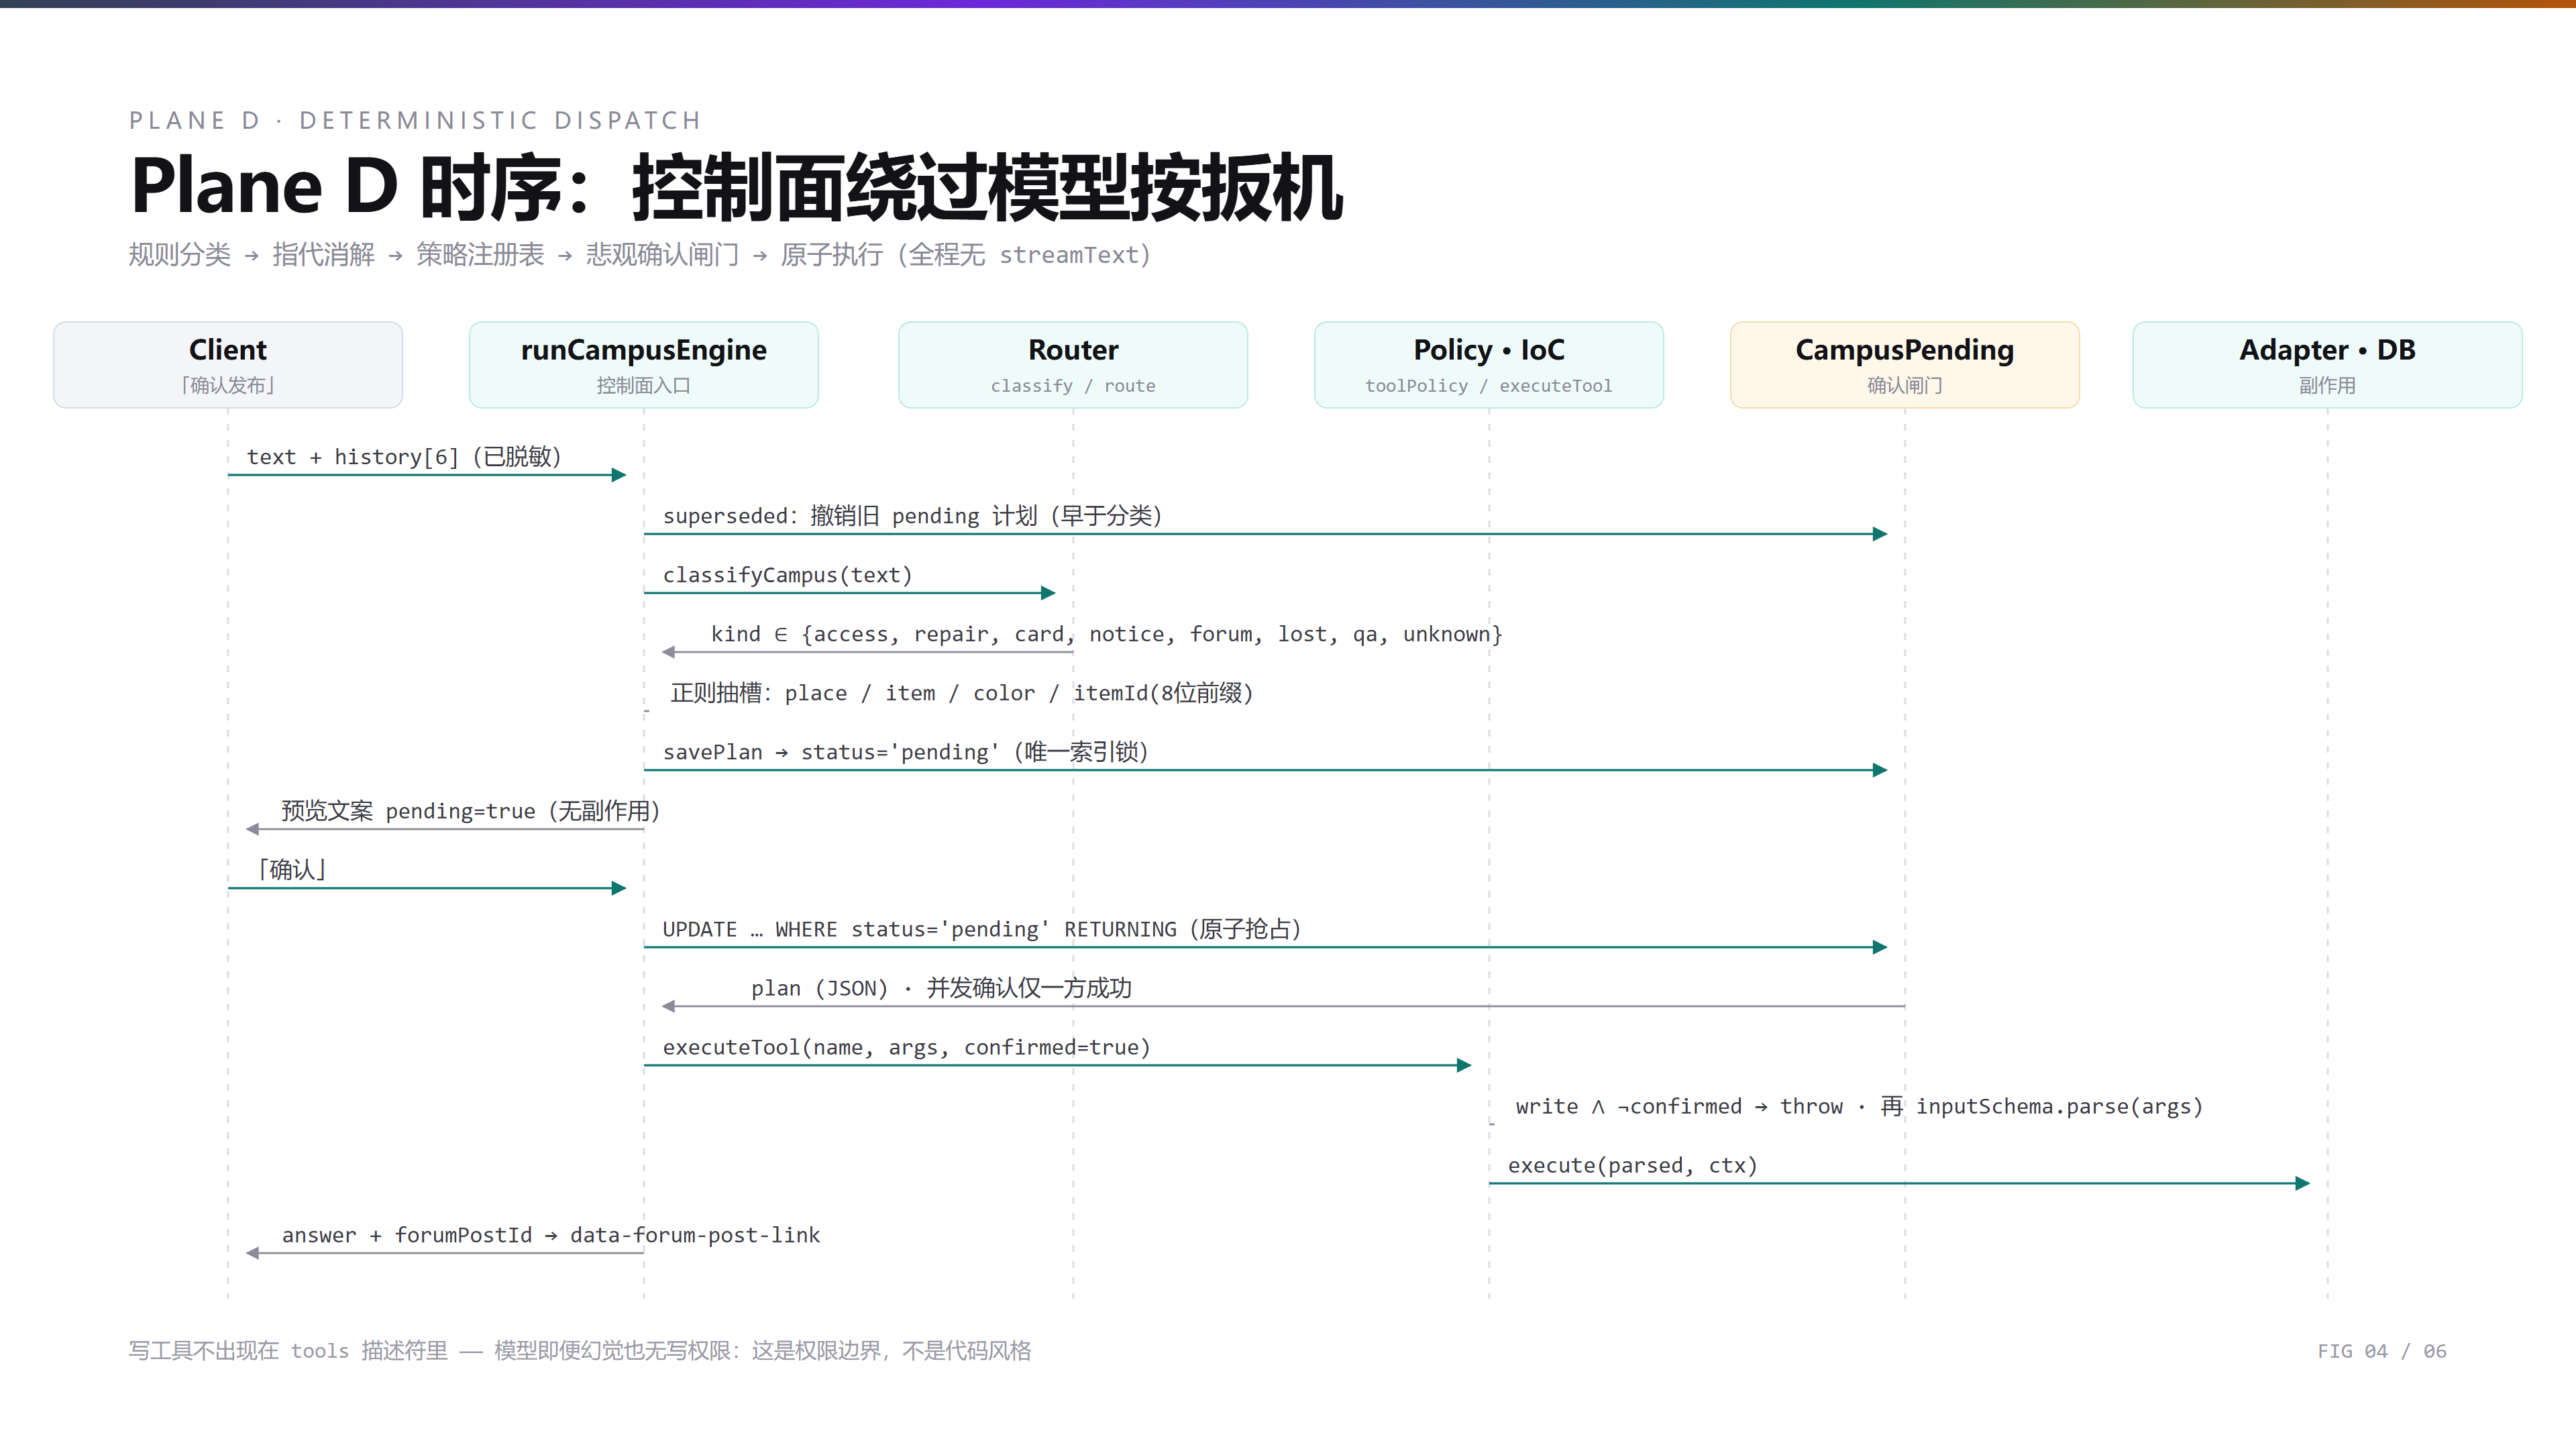 PLANE D · DETERMINISTIC DISPATCH
Plane D 时序：控制面绕过模型按扳机
规则分类 → 指代消解 → 策略注册表 → 悲观确认闸门 → 原子执行（全程无 streamText）
Client
「确认发布」
runCampusEngine
控制面入口
Router
classify / route
Policy • IoC
toolPolicy / executeTool
CampusPending
确认闸门
Adapter • DB
副作用
text + history[6]（已脱敏）
superseded：撤销旧 pending 计划（早于分类）
classifyCampus(text)
kind ∈ {access, repair, card, notice, forum, lost, qa, unknown}
正则抽槽：place / item / color / itemId(8位前缀)
savePlan → status='pending'（唯一索引锁）
预览文案 pending=true（无副作用）
「确认」
UPDATE … WHERE status='pending' RETURNING（原子抢占）
plan (JSON) · 并发确认仅一方成功
executeTool(name, args, confirmed=true)
write ∧ ¬confirmed → throw · 再 inputSchema.parse(args)
execute(parsed, ctx)
answer + forumPostId → data-forum-post-link
写工具不出现在 tools 描述符里 —— 模型即便幻觉也无写权限：这是权限边界，不是代码风格
FIG 04 / 06